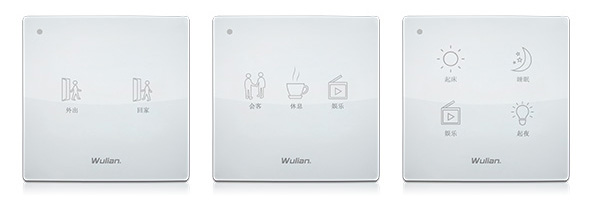 外出 回家
Wulian.
会客 休息 娱乐
Wulian.
起床 睡眠
娱乐 起夜
Wulian.